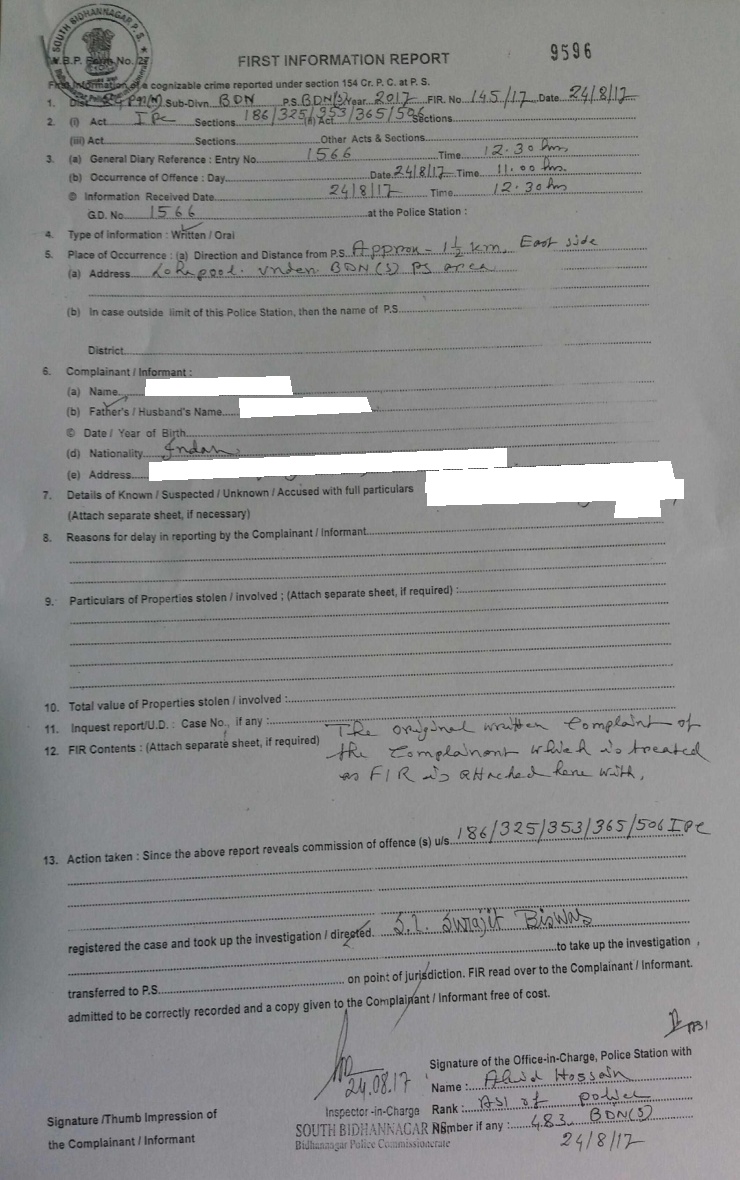 SOUTH BIDHANNAGAR P.S.
W.B.P. Form No. 27
FIRST INFORMATION REPORT
9596
First Information of a cognizable crime reported under section 154 Cr. P. C. at P. S.
1. Dist. Sub-Divn. BDN P.S. BDN(S) Year 2017 FIR. No 145/17 Date 24/8/17
2. (i) Act IPC Sections 186/325/353/365/506 (ii) Act Sections
(iii) Act Sections Other Acts & Sections
3. (a) General Diary Reference : Entry No. 1566 Time 12.30 hrs
(b) Occurrence of Offence : Day Date 24/8/17 Time 11.00 hrs.
© Information Received Date 24/8/17 Time 12.30 hrs
G.D. No 1566 at the Police Station :
4. Type of Information : Written / Oral
5. Place of Occurrence : (a) Direction and Distance from P.S. Approx - 1½ km, East side
(a) Address Lohapool. under BDN(S) PS area
(b) In case outside limit of this Police Station, then the name of P.S.
District
6. Complainant / Informant :
(a) Name
(b) Father's / Husband's Name
© Date / Year of Birth
(d) Nationality Indan
(e) Address
7. Details of Known / Suspected / Unknown / Accused with full particulars
(Attach separate sheet, if necessary)
8. Reasons for delay in reporting by the Complainant / Informant
9. Particulars of Properties stolen / involved ; (Attach separate sheet, if required) :
10. Total value of Properties stolen / involved :
11. Inquest report/U.D. : Case No., if any :
12. FIR Contents : (Attach separate sheet, if required) The original written Complaint of
the Complainant which is treated
as FIR is attached here with,
13. Action taken : Since the above report reveals commission of offence (s) u/s. 186/325/353/365/506 IPC
registered the case and took up the investigation / directed. S.I. Surajit Biswas
to take up the investigation ,
transferred to P.S. on point of jurisdiction. FIR read over to the Complainant / Informant.
admitted to be correctly recorded and a copy given to the Complainant / Informant free of cost.
24.08.17
Signature of the Office-in-Charge, Police Station with
Name : Ahid Hossain
Inspector -in-Charge
Rank : ASI of police
SOUTH BIDHANNAGAR PS
Number if any : 483 BDN(S)
Bidhannagar Police Commissionerate
24/8/17
Signature /Thumb Impression of
the Complainant / Informant